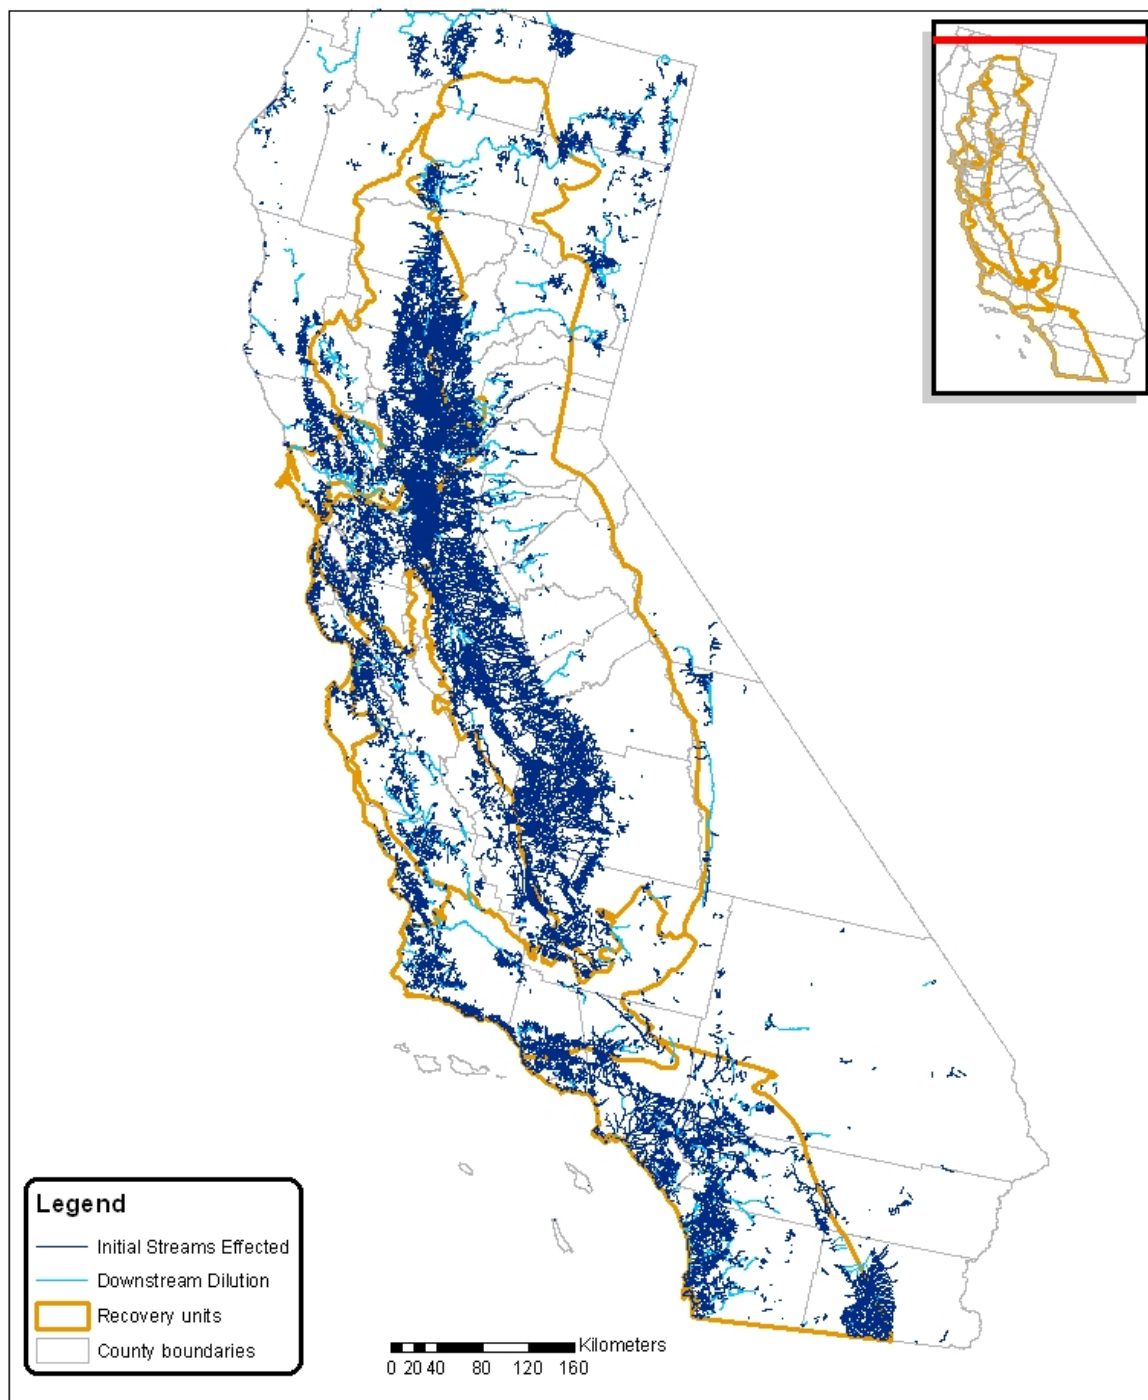 Legend
Initial Streams Effected
Downstream Dilution
Recovery units
County boundaries
Kilometers
0 20 40 80 120 160